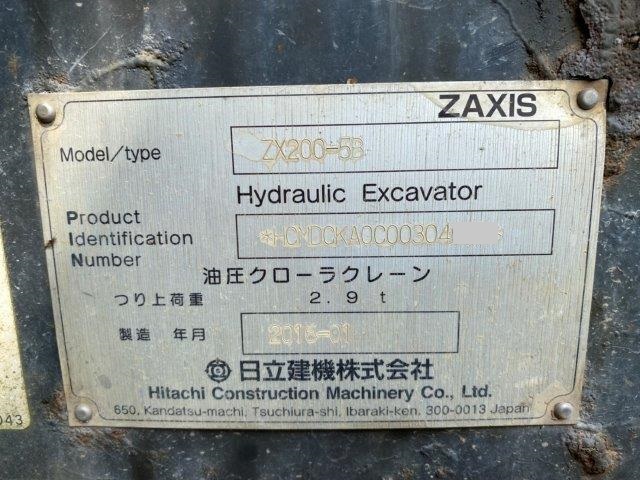 ZAXIS
Model/type ZX200-5B
Hydraulic Excavator
Product
Identification *HCMDCKA0C00304
Number
油圧クローラクレーン
つり上荷重 2.9 t
製造 年月 2016-01
日立建機株式会社
Hitachi Construction Machinery Co., Ltd.
650, Kandatsu-machi, Tsuchiura-shi, Ibaraki-ken, 300-0013 Japan
043